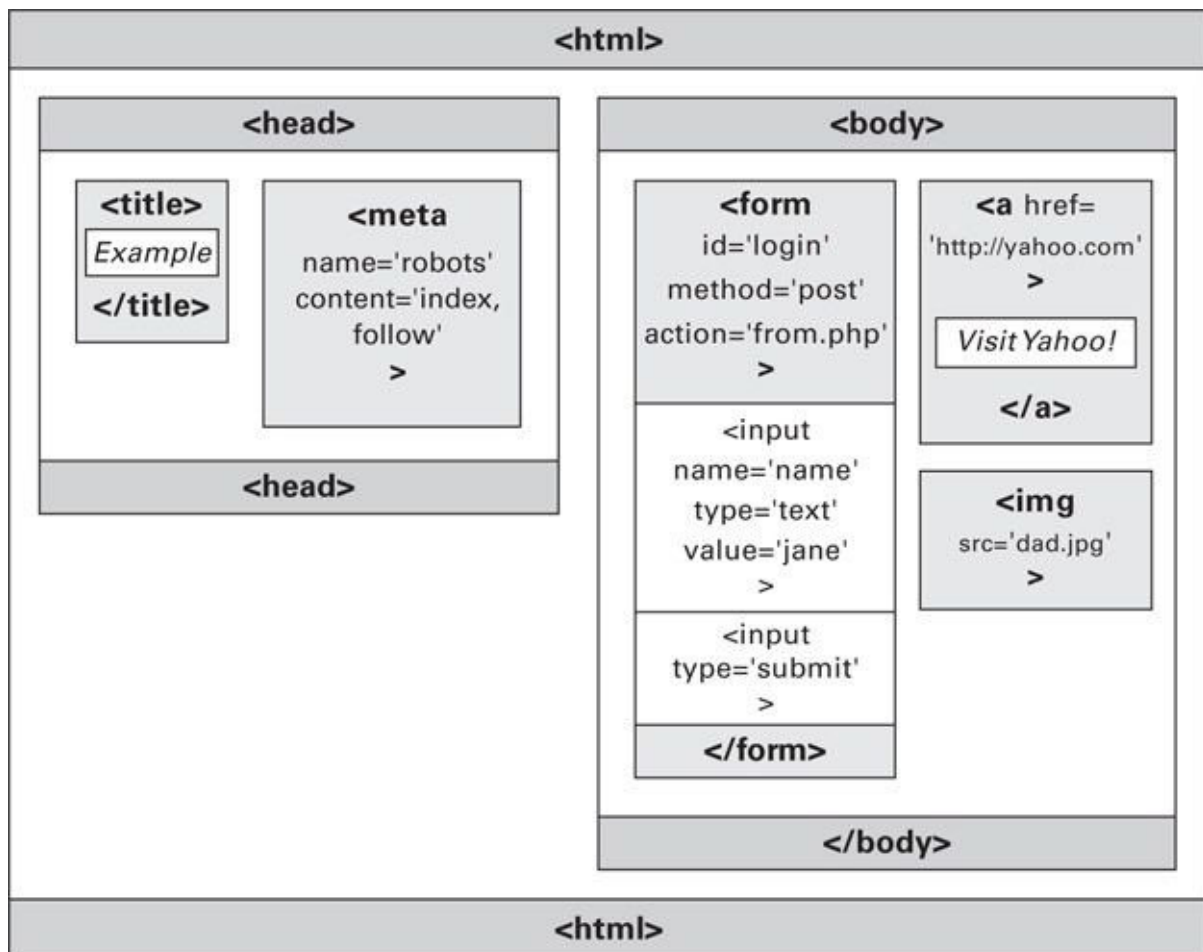 <html>
<head>
<title>
Example
</title>
<meta
name='robots'
content='index,
follow'
>
<head>
<body>
<form
id='login'
method='post'
action='from.php'
>
<input
name='name'
type='text'
value='jane'
>
<input
type='submit'
>
</form>
<a href=
'http://yahoo.com'
>
Visit Yahoo!
</a>
<img
src='dad.jpg'
>
</body>
<html>